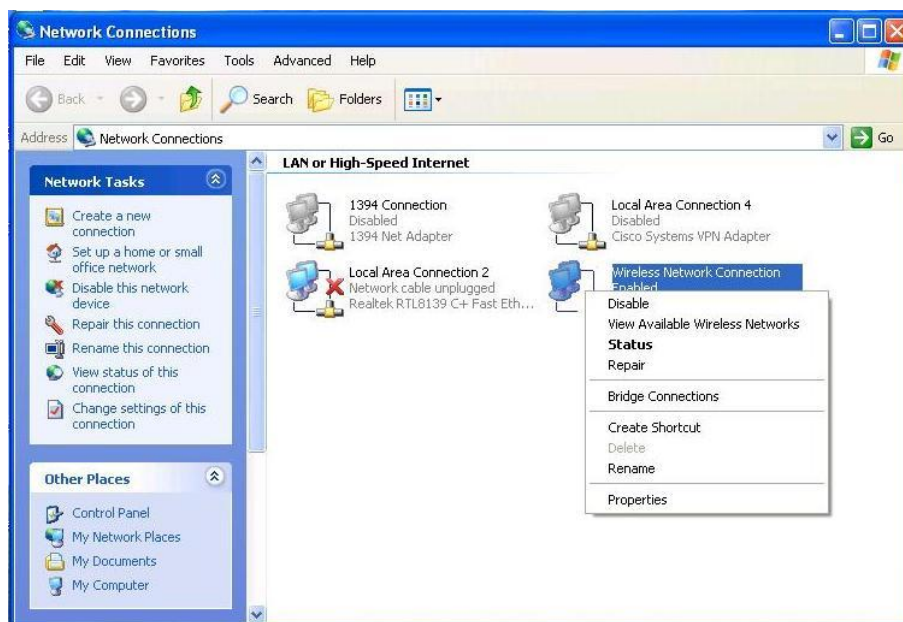 Network Connections
File Edit View Favorites Tools Advanced Help
Back Search Folders
Address Network Connections Go
Network Tasks
Create a new
connection
Set up a home or small
office network
Disable this network
device
Repair this connection
Rename this connection
View status of this
connection
Change settings of this
connection
Other Places
Control Panel
My Network Places
My Documents
My Computer
LAN or High-Speed Internet
1394 Connection
Disabled
1394 Net Adapter
Local Area Connection 4
Disabled
Cisco Systems VPN Adapter
Local Area Connection 2
Network cable unplugged
Realtek RTL8139 C+ Fast Eth...
Wireless Network Connection
Enabled
Disable
View Available Wireless Networks
Status
Repair
Bridge Connections
Create Shortcut
Delete
Rename
Properties